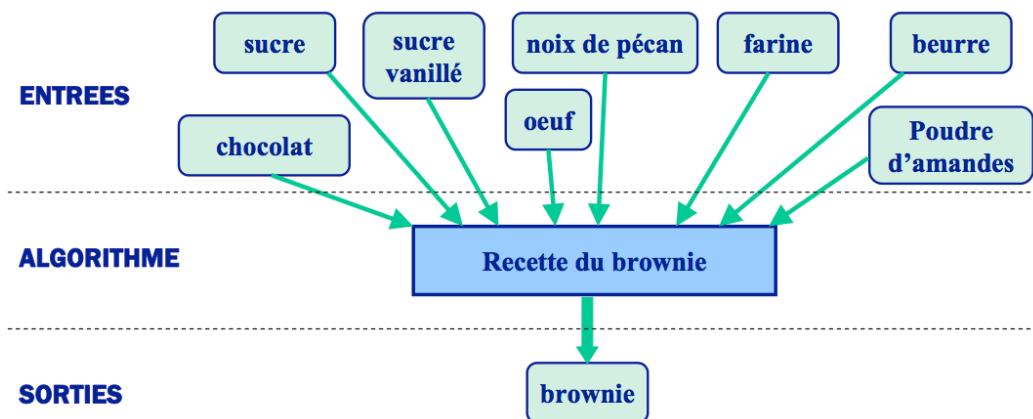 sucre
sucre
vanillé
noix de pécan
farine
beurre
ENTREES
oeuf
chocolat
Poudre
d'amandes
ALGORITHME
Recette du brownie
SORTIES
brownie